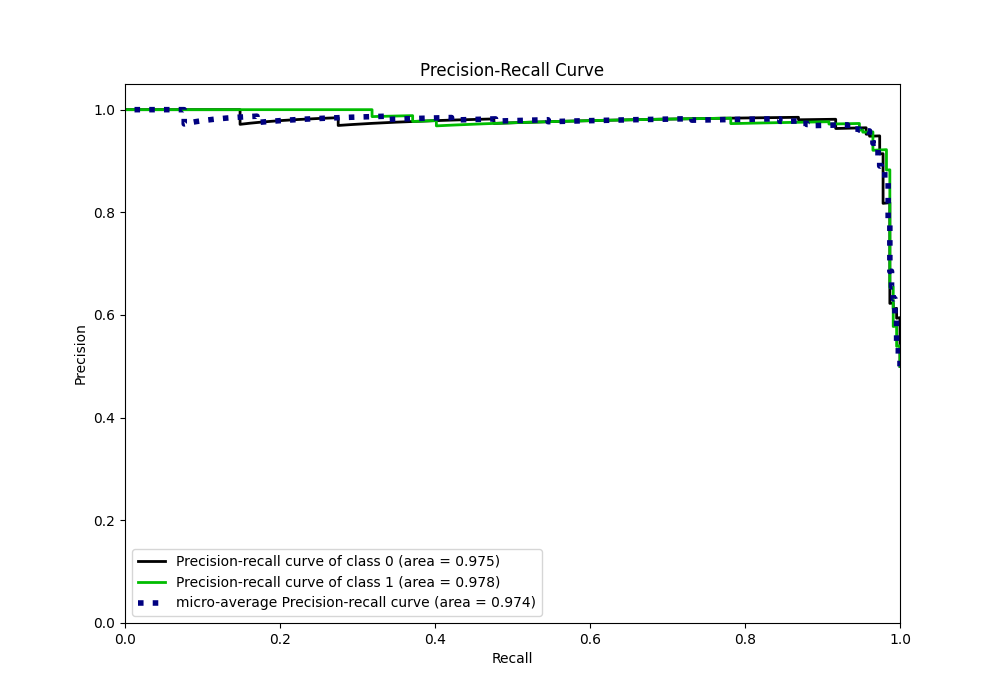 Precision-Recall Curve
1.0
0.8
0.6
0.4
0.2
0.0
Precision
Precision-recall curve of class 0 (area = 0.975)
Precision-recall curve of class 1 (area = 0.978)
micro-average Precision-recall curve (area = 0.974)
0.0 0.2 0.4 0.6 0.8 1.0
Recall